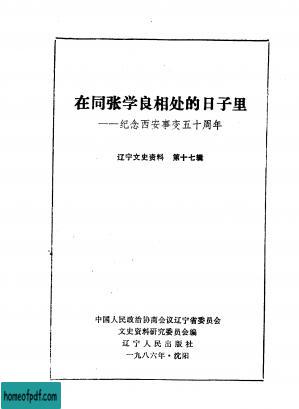 在同张学良相处的日子里
——纪念西安事变五十周年
辽宁文史资料 第十七辑
中国人民政治协商会议辽宁省委员会
文史资料研究委员会编
辽宁人民出版社
一九八六年·沈阳
homeofpdf.com